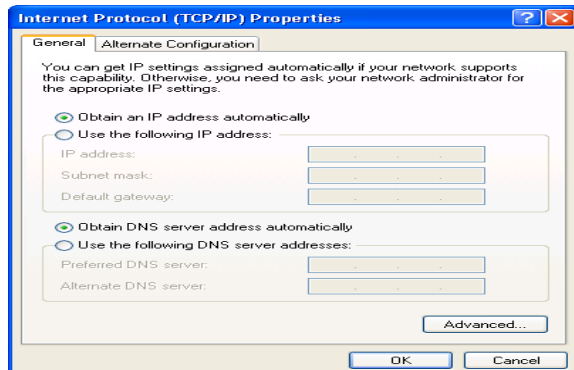 Internet Protocol (TCP/IP) Properties
General
Alternate Configuration
You can get IP settings assigned automatically if your network supports
this capability. Otherwise, you need to ask your network administrator for
the appropriate IP settings.
Obtain an IP address automatically
Use the following IP address:
IP address:
Subnet mask:
Default gateway:
Obtain DNS server address automatically
Use the following DNS server addresses:
Preferred DNS server:
Alternate DNS server:
Advanced...
OK
Cancel